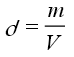 d = m/V